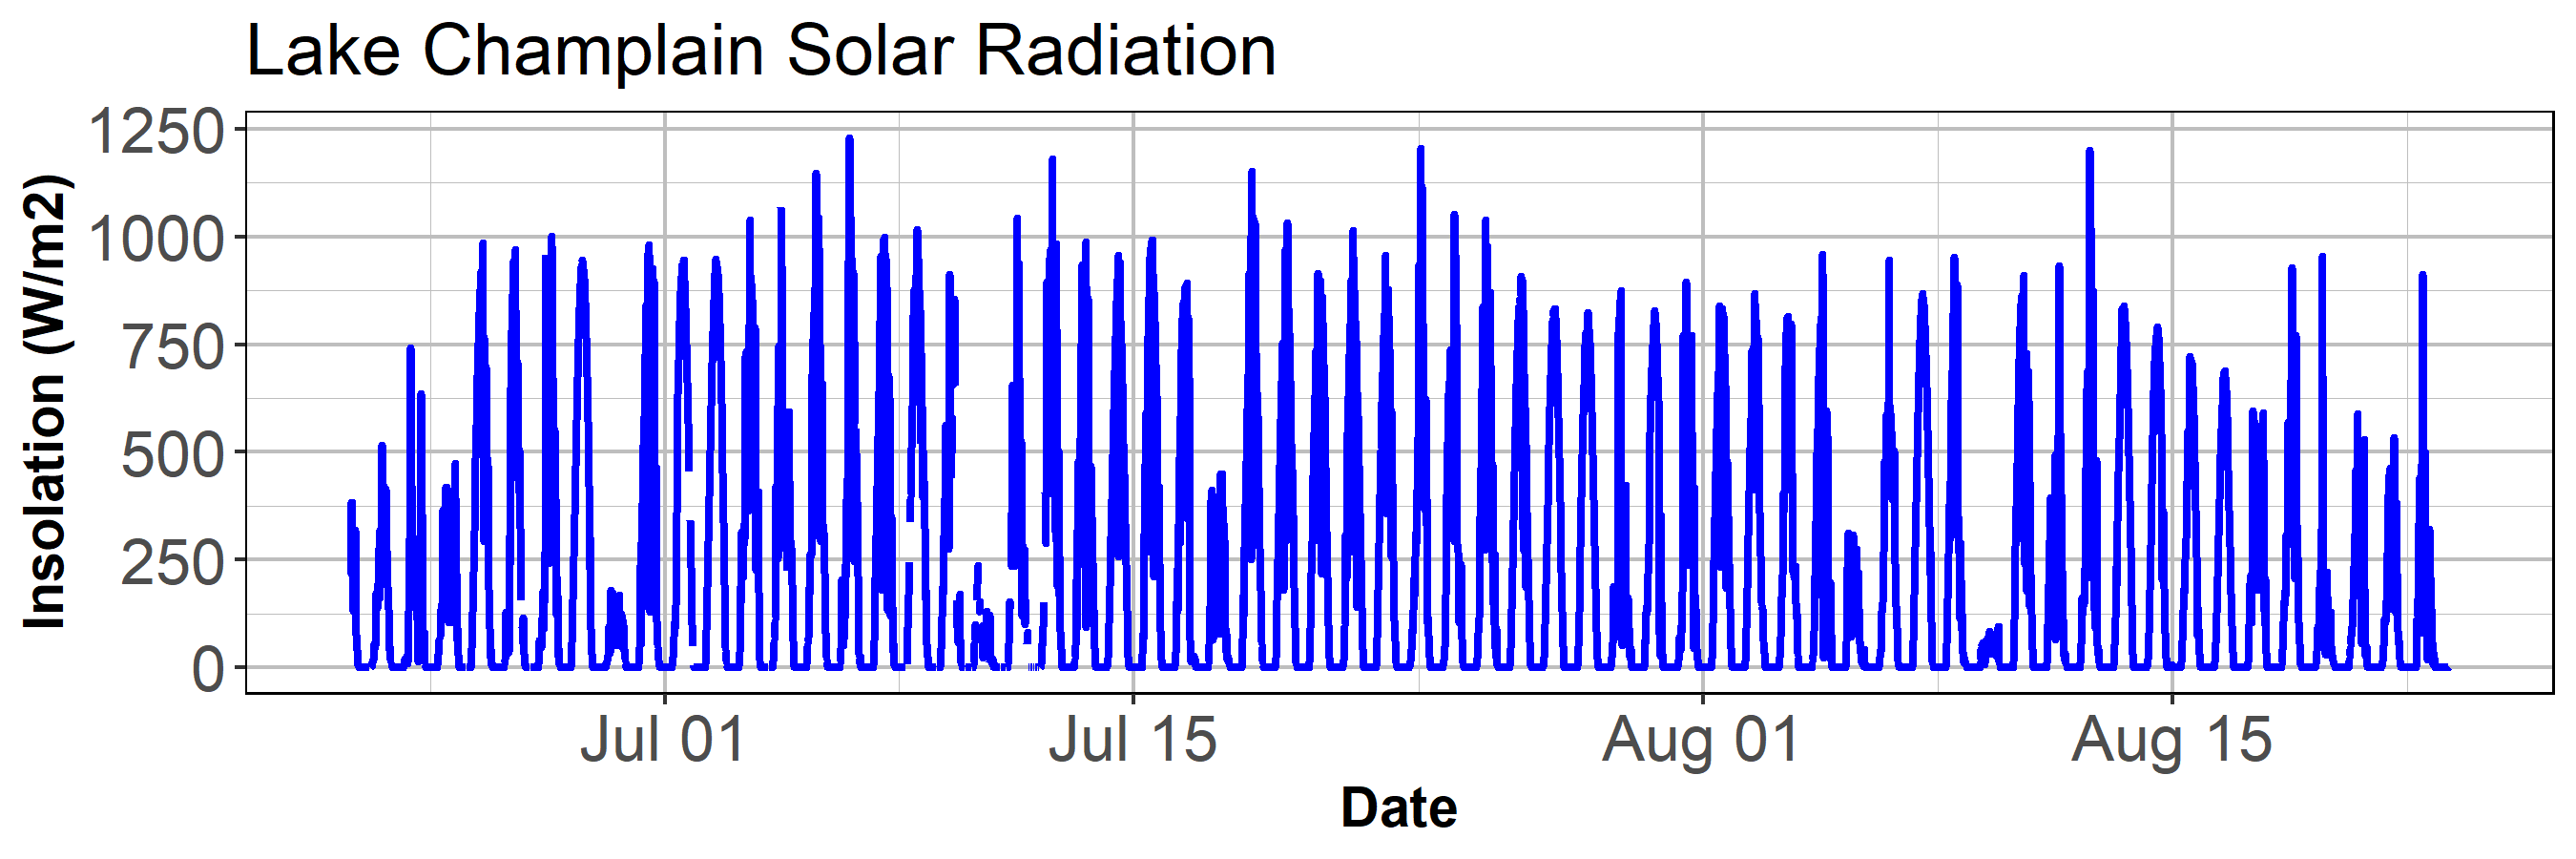 Lake Champlain Solar Radiation
Insolation (W/m2)
1250
1000
750
500
250
0
Jul 01 Jul 15 Aug 01 Aug 15
Date